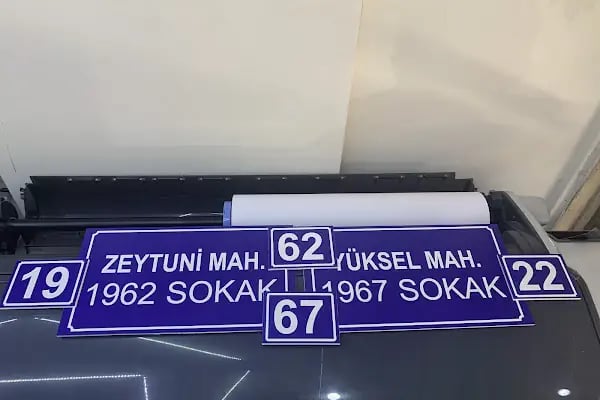 62
ZEYTUNİ MAH.
1962 SOKAK
YÜKSEL MAH.
1967 SOKAK
19
22
67